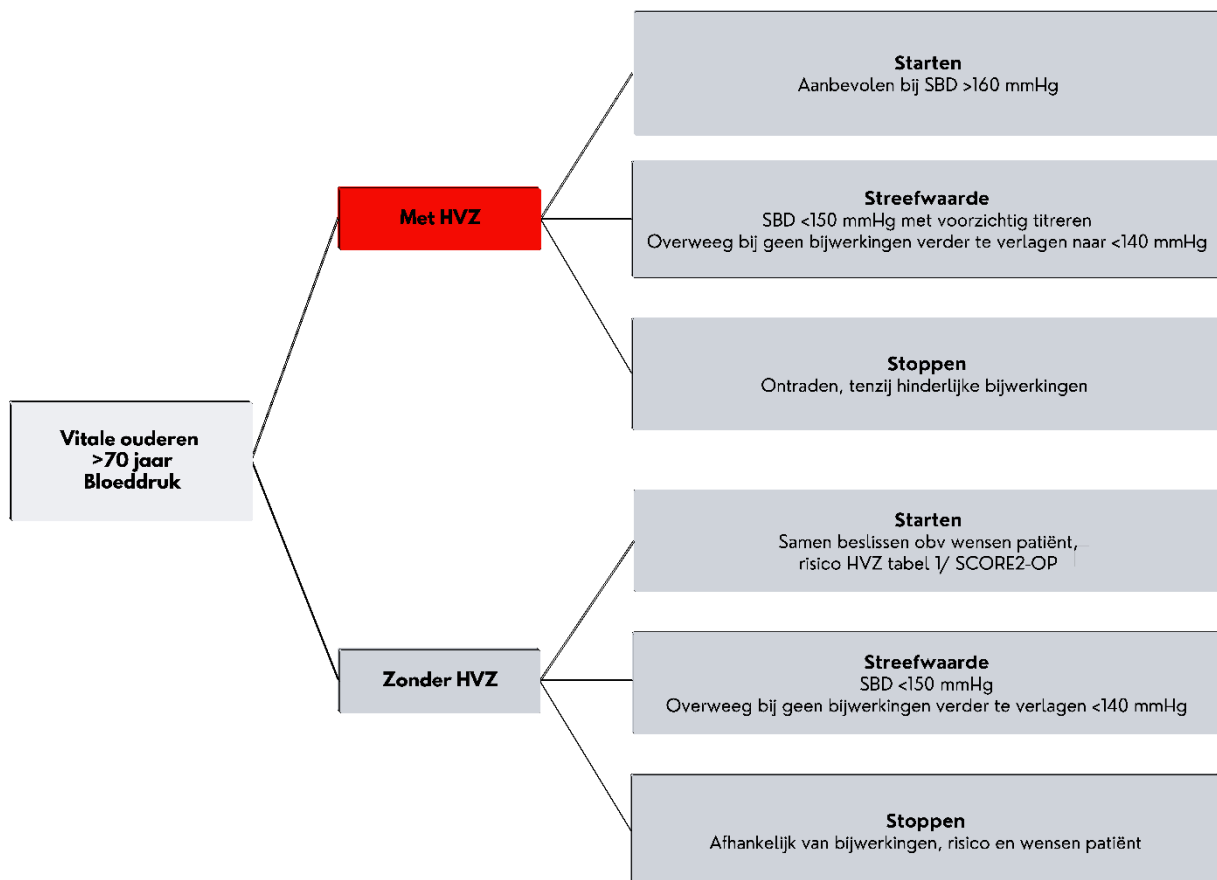 Vitale ouderen
>70 jaar
Bloeddruk
Met HVZ
Starten
Aanbevolen bij SBD >160 mmHg
Streefwaarde
SBD <150 mmHg met voorzichtig titreren
Overweeg bij geen bijwerkingen verder te verlagen naar <140 mmHg
Stoppen
Ontraden, tenzij hinderlijke bijwerkingen
Zonder HVZ
Starten
Samen beslissen obv wensen patiënt,
risico HVZ tabel 1/ SCORE2-OP
Streefwaarde
SBD <150 mmHg
Overweeg bij geen bijwerkingen verder te verlagen <140 mmHg
Stoppen
Afhankelijk van bijwerkingen, risico en wensen patiënt